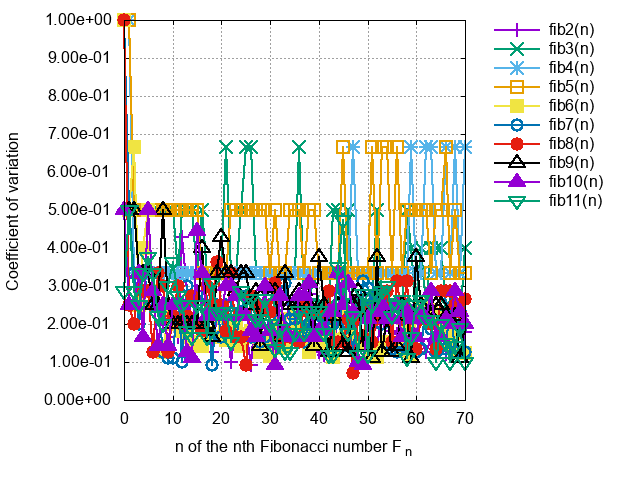 1.00e+00
9.00e-01
8.00e-01
7.00e-01
6.00e-01
5.00e-01
4.00e-01
3.00e-01
2.00e-01
1.00e-01
0.00e+00
Coefficient of variation
0 10 20 30 40 50 60 70
n of the nth Fibonacci number F n
fib2(n)
fib3(n)
fib4(n)
fib5(n)
fib6(n)
fib7(n)
fib8(n)
fib9(n)
fib10(n)
fib11(n)